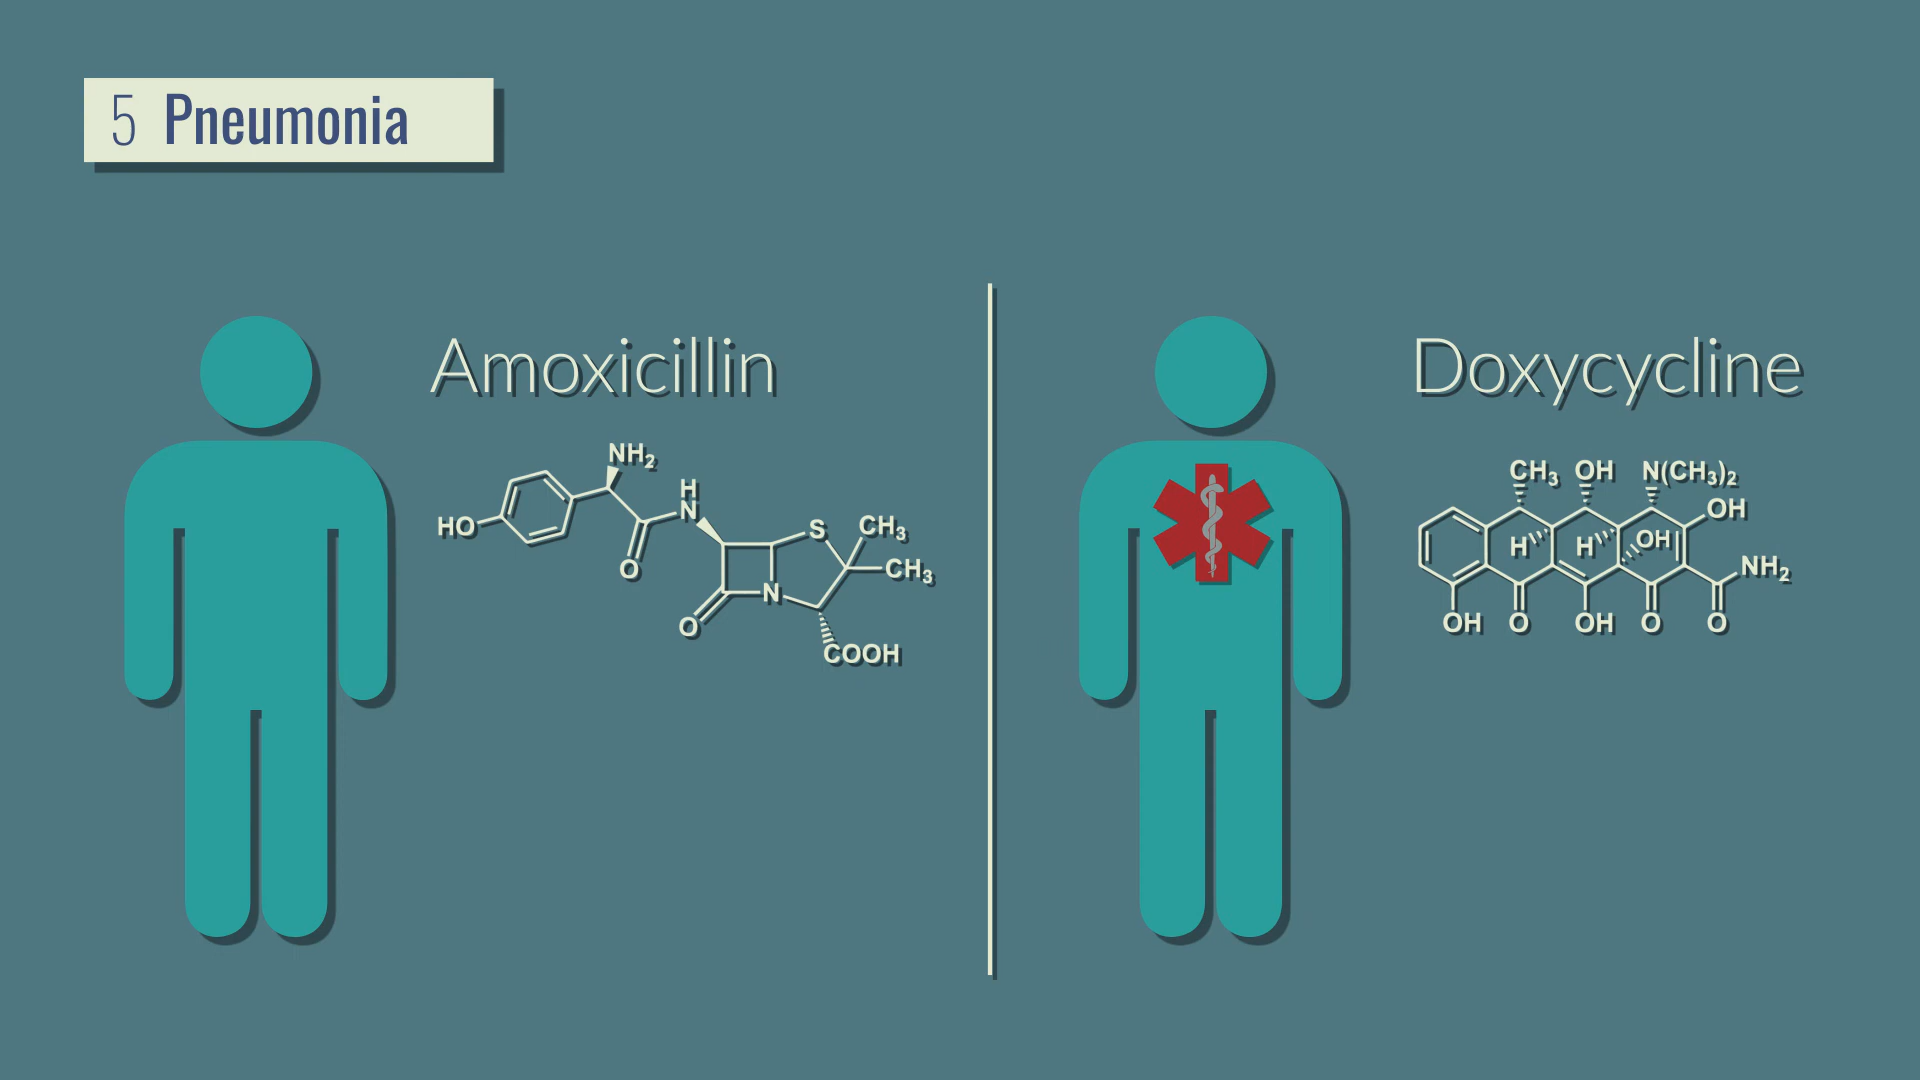 5 Pneumonia
Amoxicillin
NH₂
H
N
HO
O
S
CH₃
CH₃
N
O
COOH
Doxycycline
CH₃ OH N(CH₃)₂
OH
H H OH
NH₂
OH O OH O O